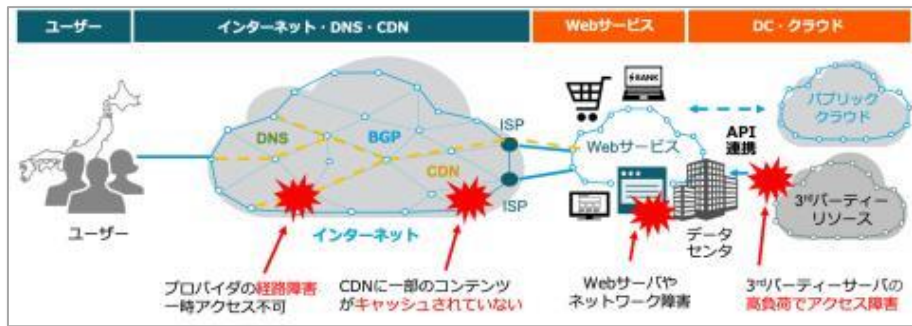 ユーザー
インターネット・DNS・CDN
Webサービス
DC・クラウド
BANK
パブリック
クラウド
DNS
BGP
ISP
API
連携
Webサービス
CDN
3rdパーティー
リソース
ISP
ユーザー
インターネット
データ
センタ
プロバイダの経路障害
一時アクセス不可
CDNに一部のコンテンツ
がキャッシュされていない
Webサーバや
ネットワーク障害
3rdパーティーサーバの
高負荷でアクセス障害